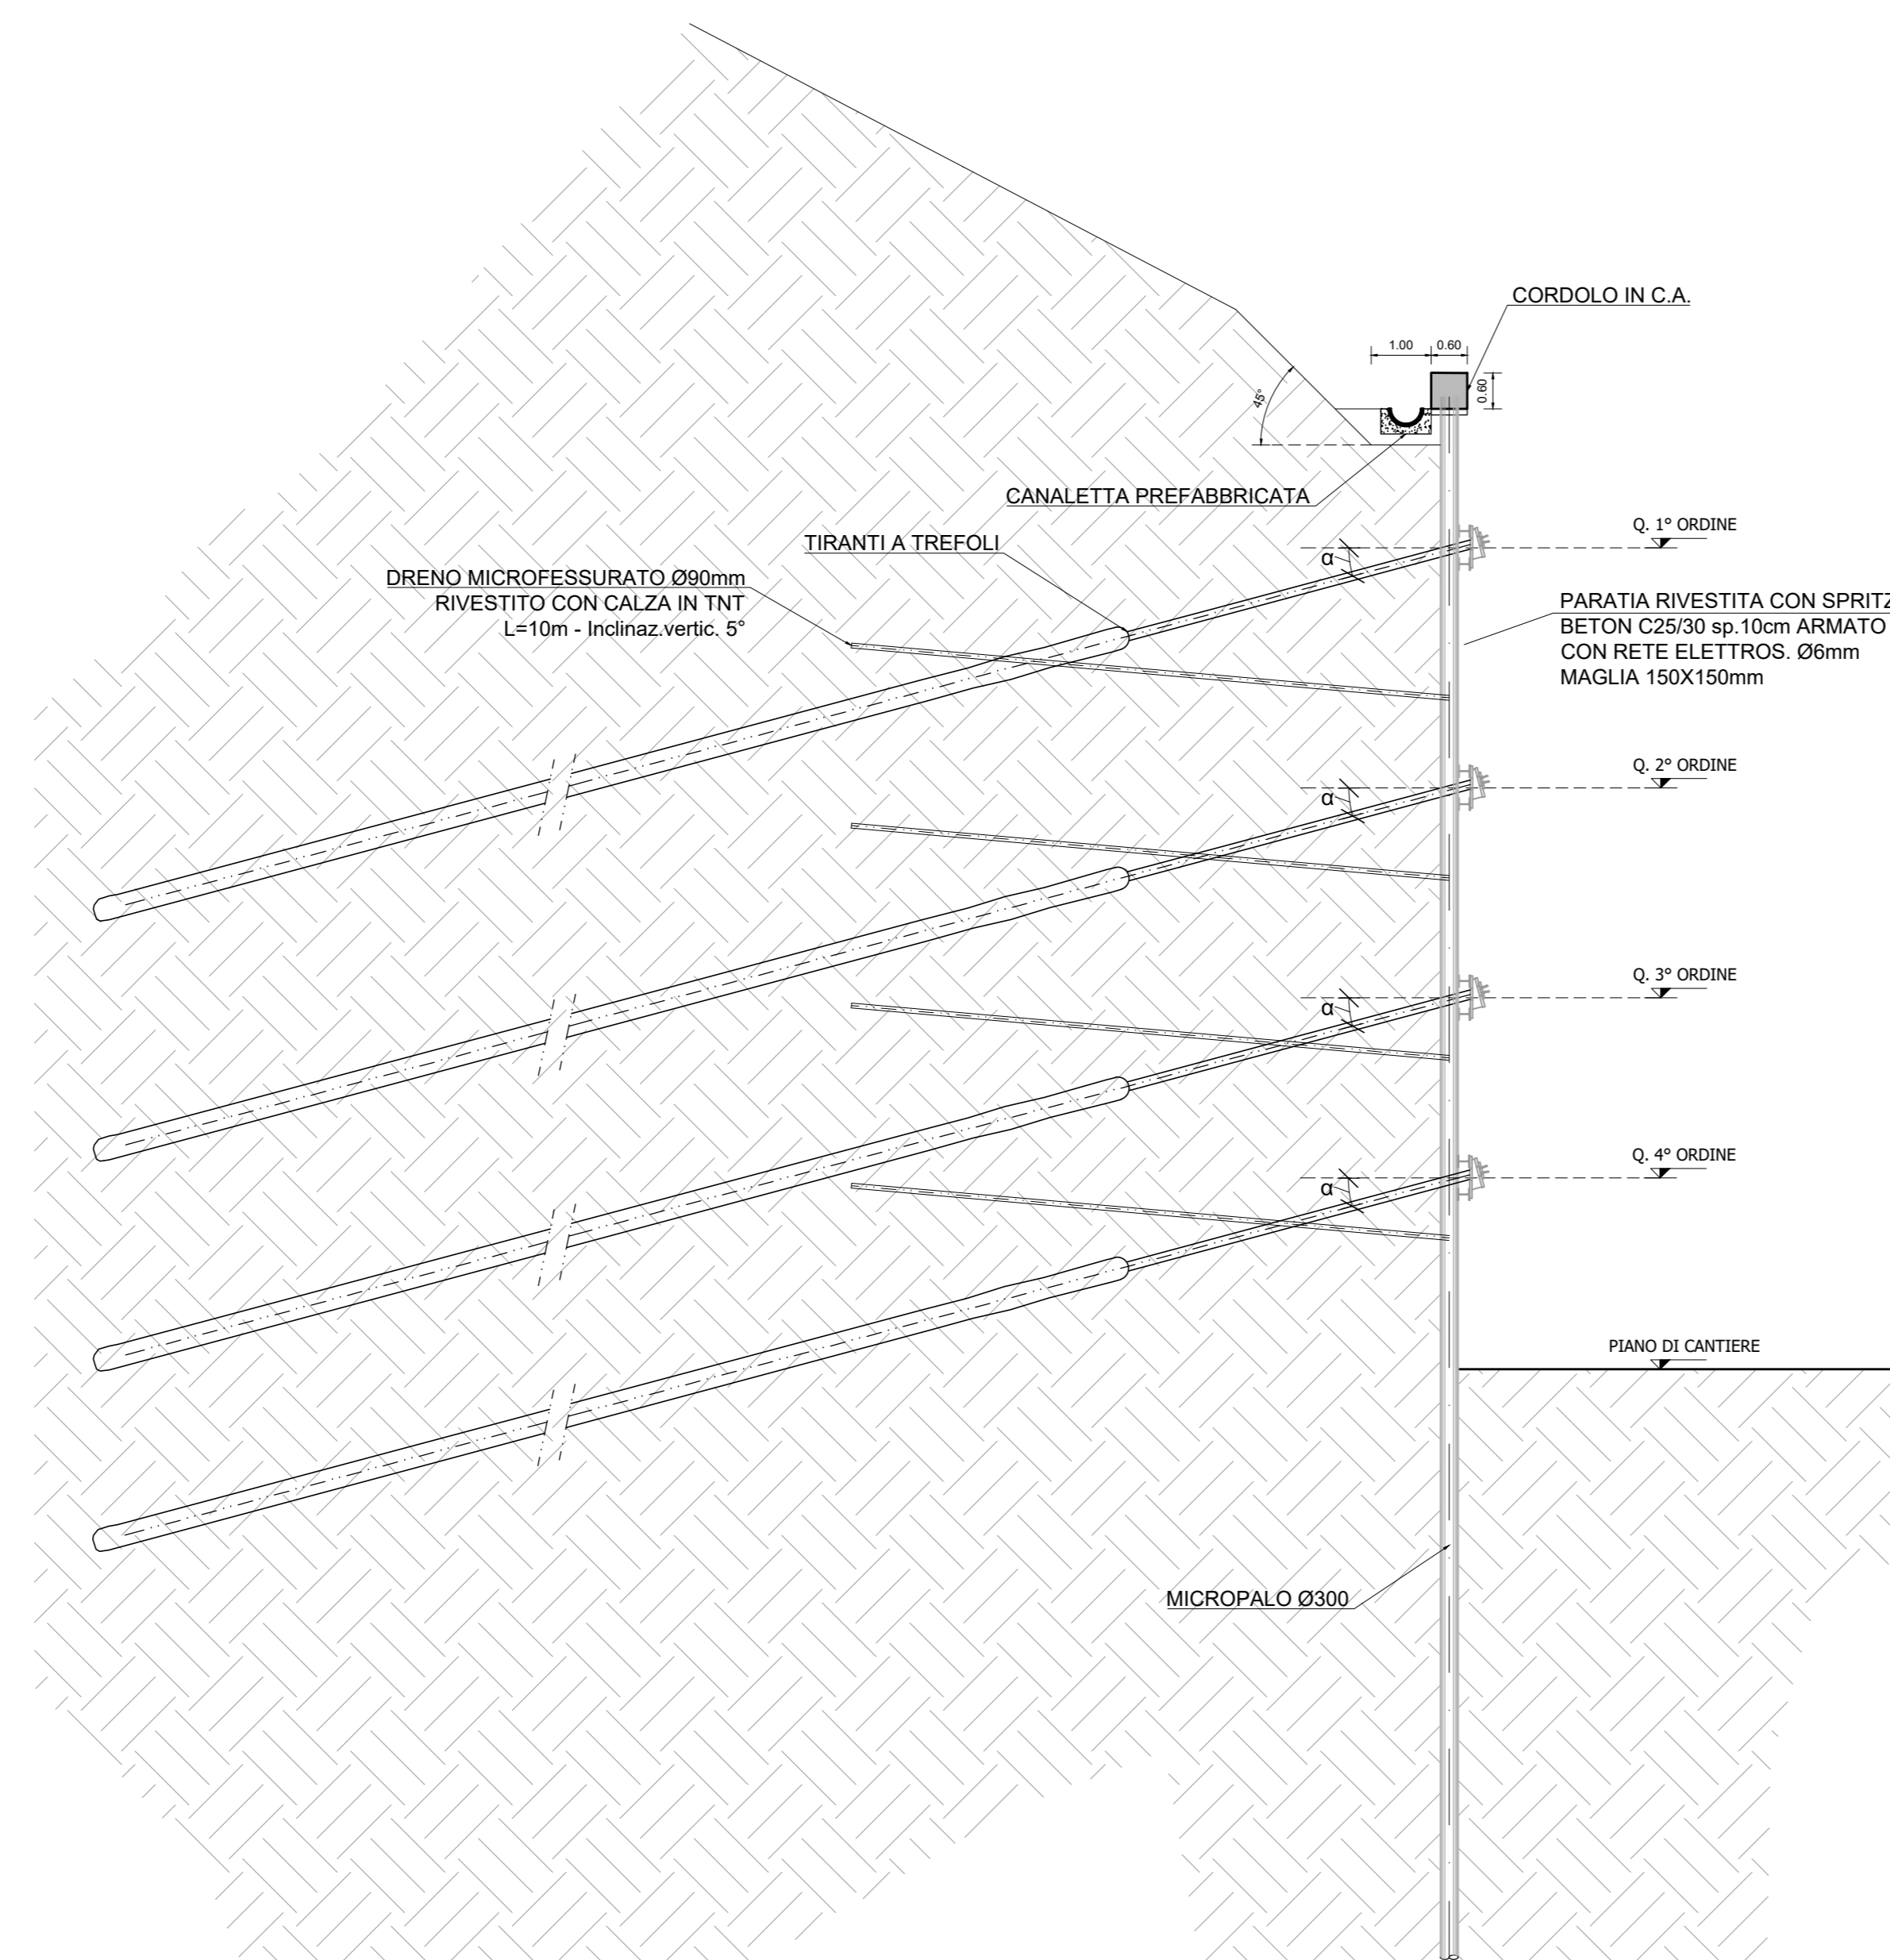 CORDOLO IN C.A.
1.00
0.60
0.60
45°
CANALETTA PREFABBRICATA
Q. 1° ORDINE
TIRANTI A TREFOLI
α
DRENO MICROFESSURATO Ø90mm
RIVESTITO CON CALZA IN TNT
L=10m - Inclinaz.vertic. 5°
PARATIA RIVESTITA CON SPRITZ
BETON C25/30 sp.10cm ARMATO
CON RETE ELETTROS. Ø6mm
MAGLIA 150X150mm
Q. 2° ORDINE
α
Q. 3° ORDINE
α
Q. 4° ORDINE
α
PIANO DI CANTIERE
MICROPALO Ø300